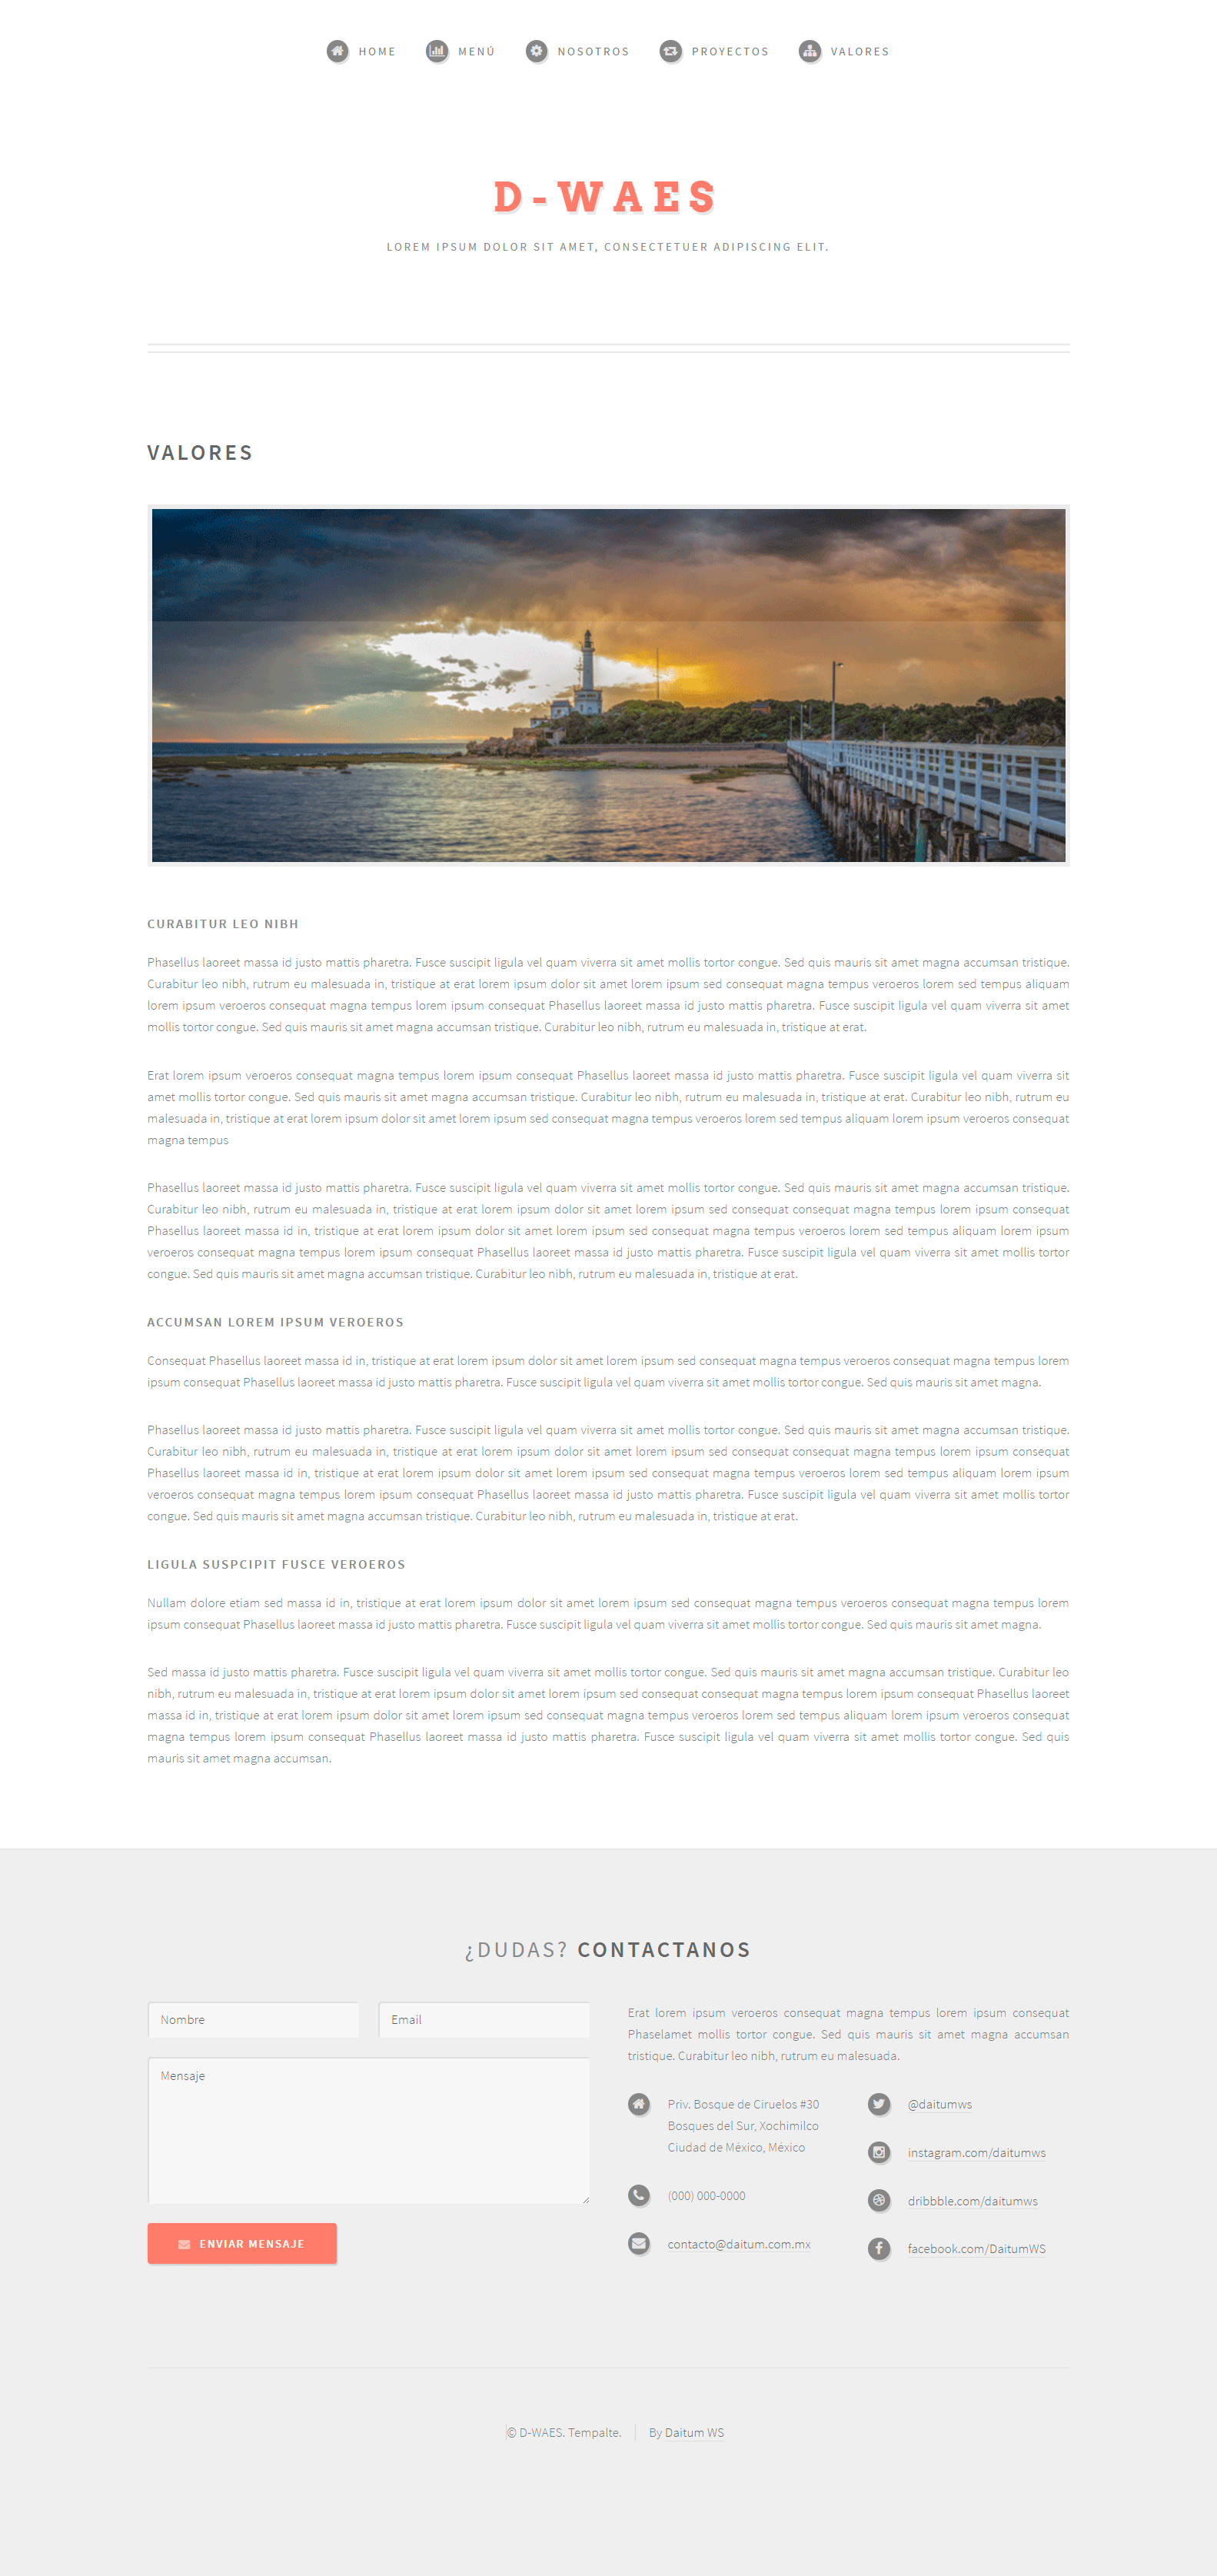 HOME MENÚ NOSOTROS PROYECTOS VALORES
D-WAES
LOREM IPSUM DOLOR SIT AMET, CONSECTETUER ADIPISCING ELIT.
VALORES
CURABITUR LEO NIBH
Phasellus laoreet massa id justo mattis pharetra. Fusce suscipit ligula vel quam viverra sit amet mollis tortor congue. Sed quis mauris sit amet magna accumsan tristique.
Curabitur leo nibh, rutrum eu malesuada in, tristique at erat lorem ipsum dolor sit amet lorem ipsum sed consequat magna tempus veroeros lorem sed tempus aliquam
lorem ipsum veroeros consequat magna tempus lorem ipsum consequat Phasellus laoreet massa id justo mattis pharetra. Fusce suscipit ligula vel quam viverra sit amet
mollis tortor congue. Sed quis mauris sit amet magna accumsan tristique. Curabitur leo nibh, rutrum eu malesuada in, tristique at erat.
Erat lorem ipsum veroeros consequat magna tempus lorem ipsum consequat Phasellus laoreet massa id justo mattis pharetra. Fusce suscipit ligula vel quam viverra sit
amet mollis tortor congue. Sed quis mauris sit amet magna accumsan tristique. Curabitur leo nibh, rutrum eu malesuada in, tristique at erat. Curabitur leo nibh, rutrum eu
malesuada in, tristique at erat lorem ipsum dolor sit amet lorem ipsum sed consequat magna tempus veroeros lorem sed tempus aliquam lorem ipsum veroeros consequat
magna tempus
Phasellus laoreet massa id justo mattis pharetra. Fusce suscipit ligula vel quam viverra sit amet mollis tortor congue. Sed quis mauris sit amet magna accumsan tristique.
Curabitur leo nibh, rutrum eu malesuada in, tristique at erat lorem ipsum dolor sit amet lorem ipsum sed consequat consequat magna tempus lorem ipsum consequat
Phasellus laoreet massa id in, tristique at erat lorem ipsum dolor sit amet lorem ipsum sed consequat magna tempus veroeros lorem sed tempus aliquam lorem ipsum
veroeros consequat magna tempus lorem ipsum consequat Phasellus laoreet massa id justo mattis pharetra. Fusce suscipit ligula vel quam viverra sit amet mollis tortor
congue. Sed quis mauris sit amet magna accumsan tristique. Curabitur leo nibh, rutrum eu malesuada in, tristique at erat.
ACCUMSAN LOREM IPSUM VEROEROS
Consequat Phasellus laoreet massa id in, tristique at erat lorem ipsum dolor sit amet lorem ipsum sed consequat magna tempus veroeros consequat magna tempus lorem
ipsum consequat Phasellus laoreet massa id justo mattis pharetra. Fusce suscipit ligula vel quam viverra sit amet mollis tortor congue. Sed quis mauris sit amet magna.
Phasellus laoreet massa id justo mattis pharetra. Fusce suscipit ligula vel quam viverra sit amet mollis tortor congue. Sed quis mauris sit amet magna accumsan tristique.
Curabitur leo nibh, rutrum eu malesuada in, tristique at erat lorem ipsum dolor sit amet lorem ipsum sed consequat consequat magna tempus lorem ipsum consequat
Phasellus laoreet massa id in, tristique at erat lorem ipsum dolor sit amet lorem ipsum sed consequat magna tempus veroeros lorem sed tempus aliquam lorem ipsum
veroeros consequat magna tempus lorem ipsum consequat Phasellus laoreet massa id justo mattis pharetra. Fusce suscipit ligula vel quam viverra sit amet mollis tortor
congue. Sed quis mauris sit amet magna accumsan tristique. Curabitur leo nibh, rutrum eu malesuada in, tristique at erat.
LIGULA SUSPCIPIT FUSCE VEROEROS
Nullam dolore etiam sed massa id in, tristique at erat lorem ipsum dolor sit amet lorem ipsum sed consequat magna tempus veroeros consequat magna tempus lorem
ipsum consequat Phasellus laoreet massa id justo mattis pharetra. Fusce suscipit ligula vel quam viverra sit amet mollis tortor congue. Sed quis mauris sit amet magna.
Sed massa id justo mattis pharetra. Fusce suscipit ligula vel quam viverra sit amet mollis tortor congue. Sed quis mauris sit amet magna accumsan tristique. Curabitur leo
nibh, rutrum eu malesuada in, tristique at erat lorem ipsum dolor sit amet lorem ipsum sed consequat consequat magna tempus lorem ipsum consequat Phasellus laoreet
massa id in, tristique at erat lorem ipsum dolor sit amet lorem ipsum sed consequat magna tempus veroeros lorem sed tempus aliquam lorem ipsum veroeros consequat
magna tempus lorem ipsum consequat Phasellus laoreet massa id justo mattis pharetra. Fusce suscipit ligula vel quam viverra sit amet mollis tortor congue. Sed quis
mauris sit amet magna accumsan.
¿DUDAS? CONTACTANOS
Nombre
Email
Mensaje
ENVIAR MENSAJE
Erat lorem ipsum veroeros consequat magna tempus lorem ipsum consequat
Phaselamet mollis tortor congue. Sed quis mauris sit amet magna accumsan
tristique. Curabitur leo nibh, rutrum eu malesuada.
Priv. Bosque de Ciruelos #30
Bosques del Sur, Xochimilco
Ciudad de México, México
(000) 000-0000
contacto@daitum.com.mx
@daitumws
instagram.com/daitumws
dribbble.com/daitumws
facebook.com/DaitumWS
© D-WAES. Tempalte. By Daitum WS